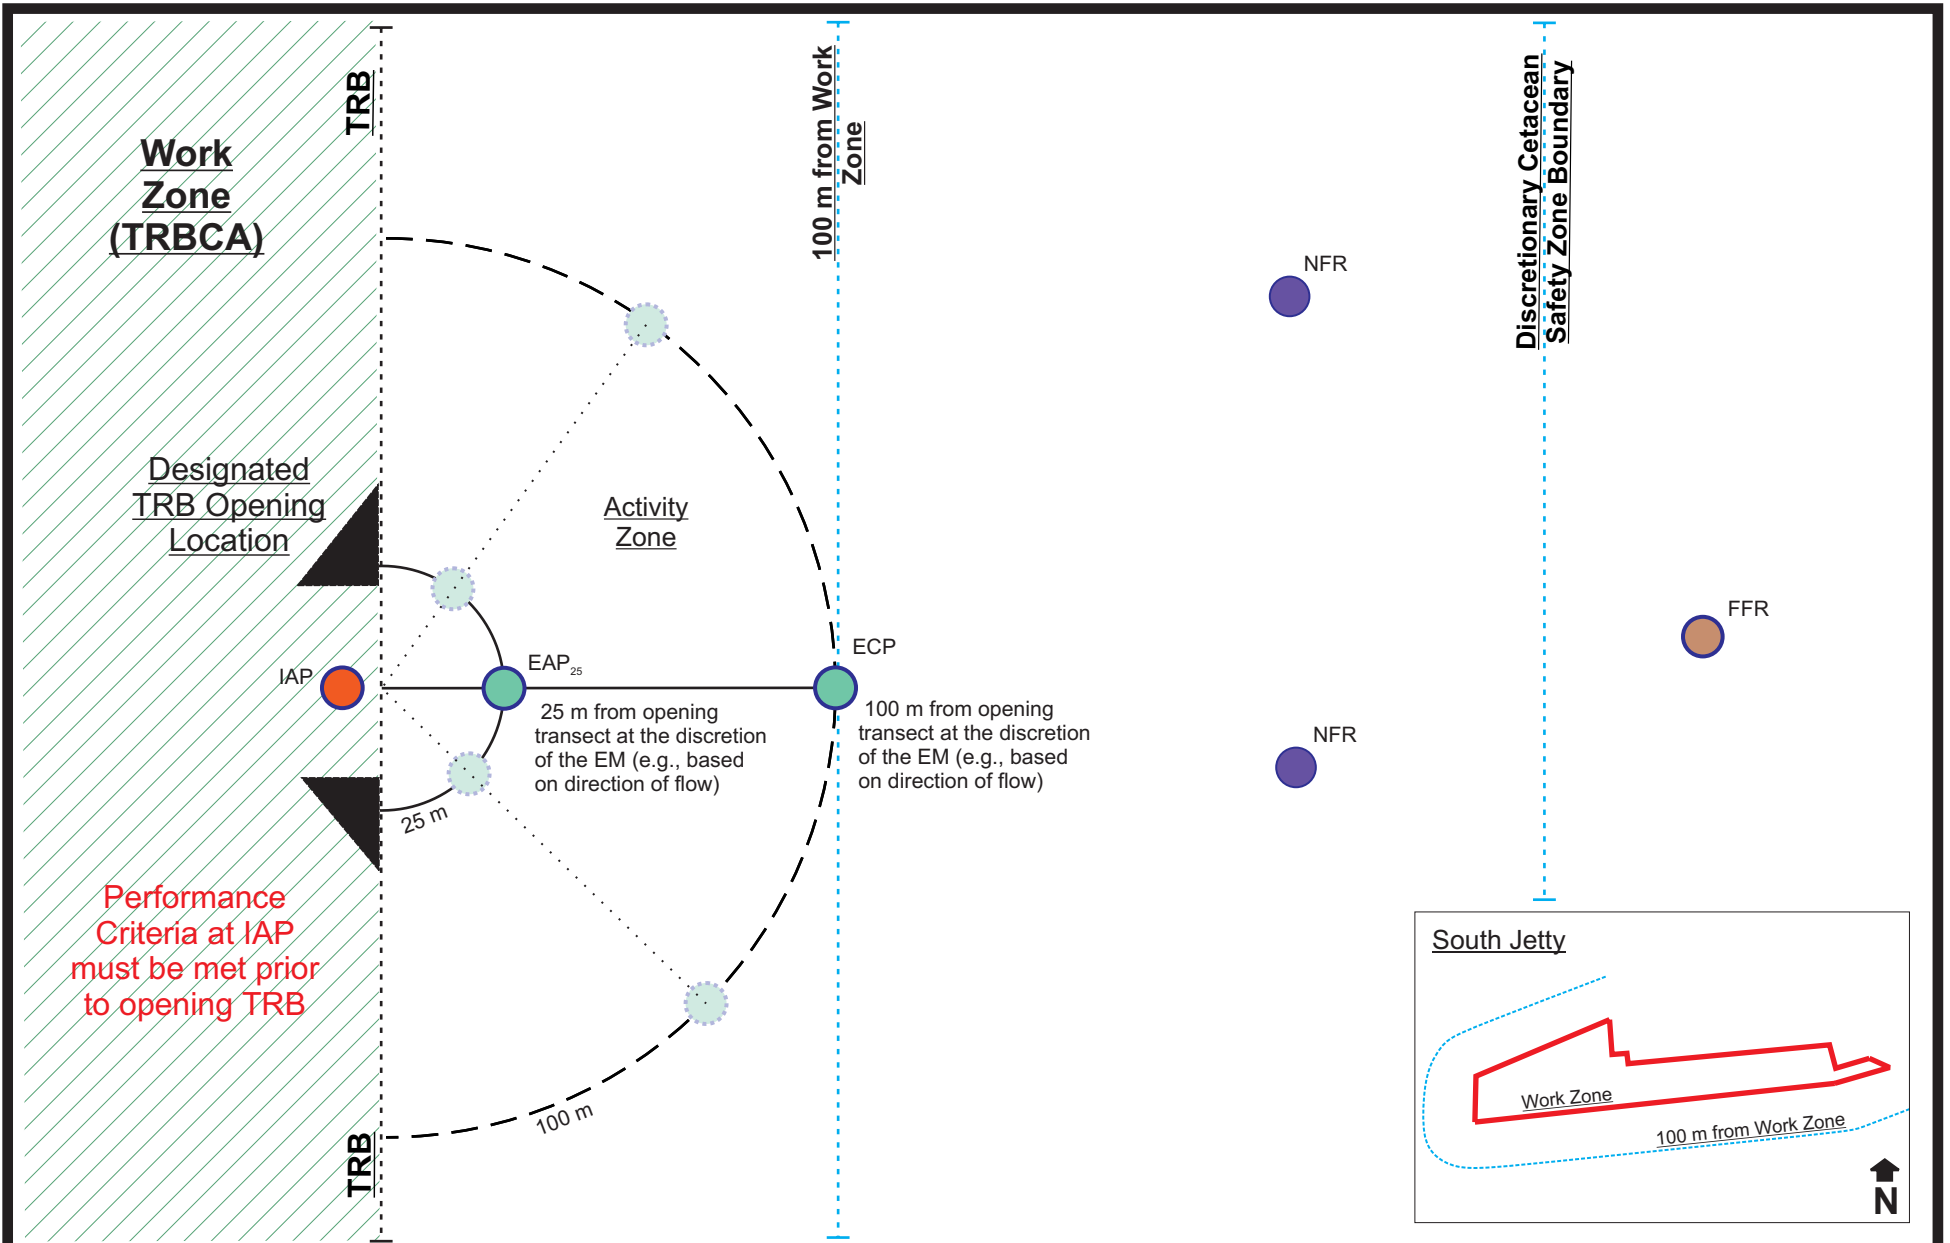 TRB
Work
Zone
(TRBCA)
100 m from Work
Zone
Discretionary Cetacean
Safety Zone Boundary
NFR
Designated
TRB Opening
Location
Activity
Zone
FFR
ECP
IAP
EAP25
25 m from opening
transect at the discretion
of the EM (e.g., based
on direction of flow)
100 m from opening
transect at the discretion
of the EM (e.g., based
on direction of flow)
NFR
25 m
Performance
Criteria at IAP
must be met prior
to opening TRB
100 m
TRB
South Jetty
Work Zone
100 m from Work Zone
N